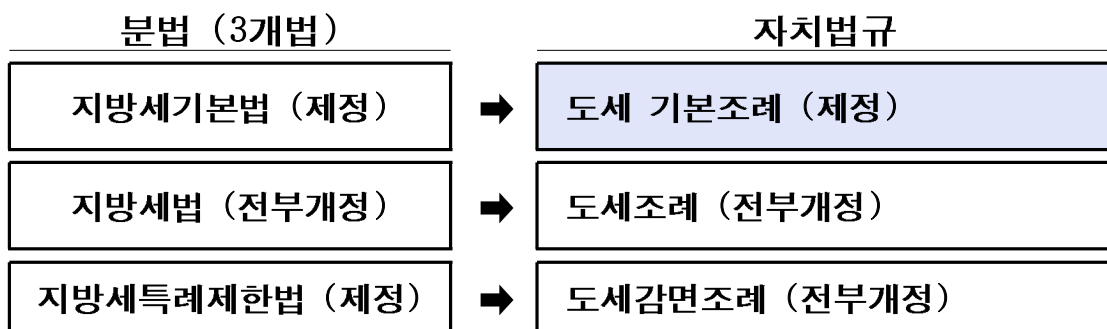 분법 (3개법) 자치법규
지방세기본법 (제정) ➡ 도세 기본조례 (제정)
지방세법 (전부개정) ➡ 도세조례 (전부개정)
지방세특례제한법 (제정) ➡ 도세감면조례 (전부개정)